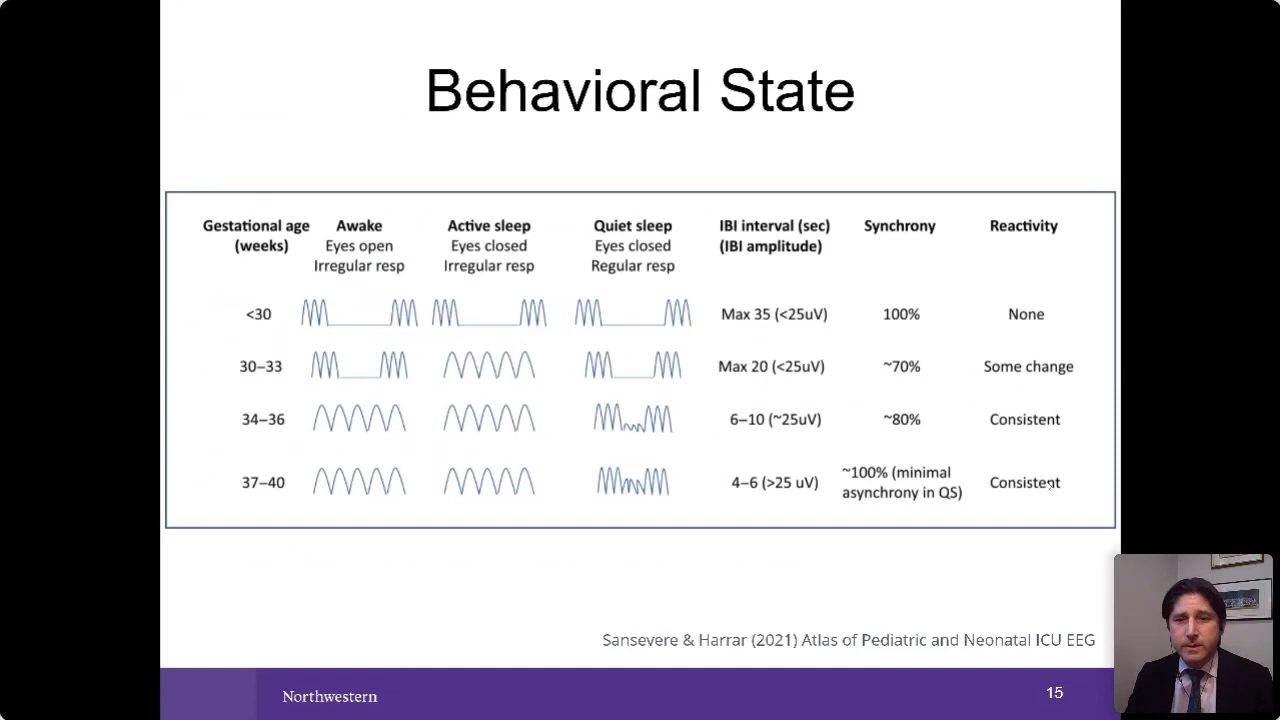 Behavioral State
Gestational age Awake Active sleep Quiet sleep IBI interval (sec) Synchrony Reactivity
(weeks) Eyes open Eyes closed Eyes closed (IBI amplitude)
Irregular resp Irregular resp Regular resp
<30 Max 35 (<25uV) 100% None
30–33 Max 20 (<25uV) ~70% Some change
34–36 6–10 (~25uV) ~80% Consistent
37–40 4–6 (>25 uV) ~100% (minimal asynchrony in QS) Consistent
Sansevere & Harrar (2021) Atlas of Pediatric and Neonatal ICU EEG
Northwestern 15